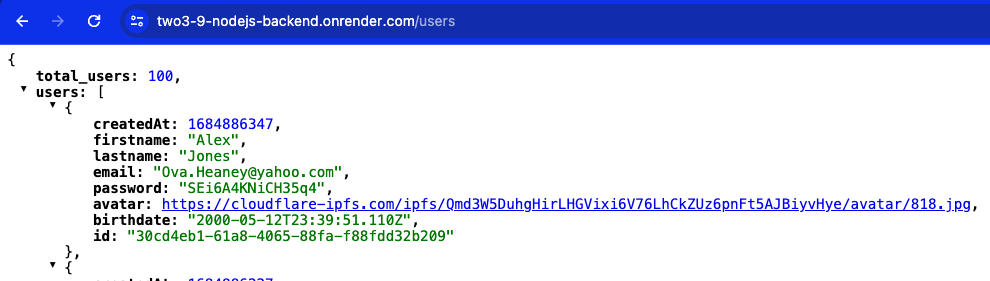 two3-9-nodejs-backend.onrender.com/users
{
total_users: 100,
users: [
{
createdAt: 1684886347,
firstname: "Alex",
lastname: "Jones",
email: "Ova.Heaney@yahoo.com",
password: "SEi6A4KNiCH35q4",
avatar: https://cloudflare-ipfs.com/ipfs/Qmd3W5DuhgHirLHGVixi6V76LhCkZUz6pnFt5AJBiyvHye/avatar/818.jpg,
birthdate: "2000-05-12T23:39:51.110Z",
id: "30cd4eb1-61a8-4065-88fa-f88fdd32b209"
},
{